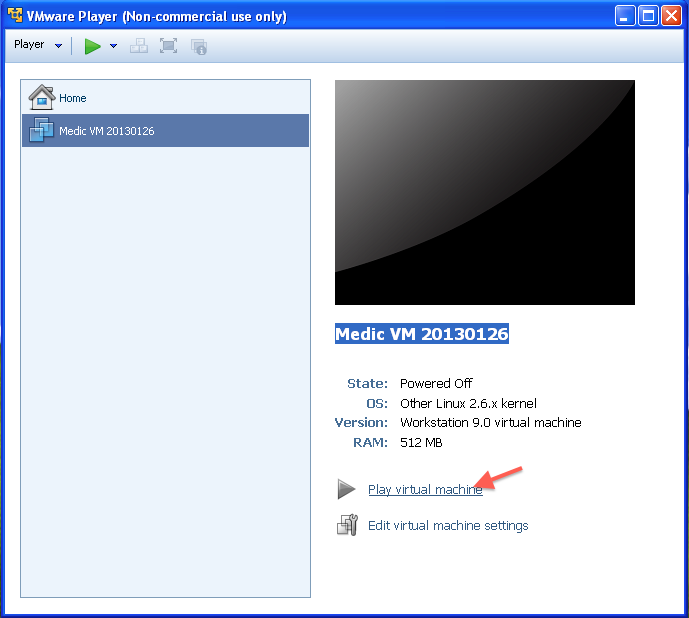 VMware Player (Non-commercial use only)
Player
Home
Medic VM 20130126
Medic VM 20130126
State: Powered Off
OS: Other Linux 2.6.x kernel
Version: Workstation 9.0 virtual machine
RAM: 512 MB
Play virtual machine
Edit virtual machine settings